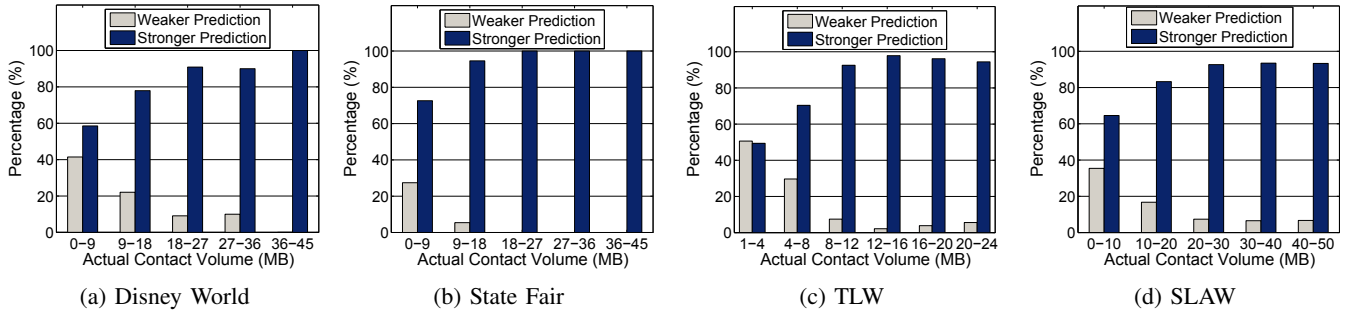 Weaker Prediction
Stronger Prediction
100
80
60
40
20
0
Percentage (%)
0−9 9−18 18−27 27−36 36−45
Actual Contact Volume (MB)
(a) Disney World
Weaker Prediction
Stronger Prediction
100
80
60
40
20
0
Percentage (%)
0−9 9−18 18−27 27−36 36−45
Actual Contact Volume (MB)
(b) State Fair
Weaker Prediction
Stronger Prediction
100
80
60
40
20
0
Percentage (%)
1−4 4−8 8−12 12−16 16−20 20−24
Actual Contact Volume (MB)
(c) TLW
Weaker Prediction
Stronger Prediction
100
80
60
40
20
0
Percentage (%)
0−10 10−20 20−30 30−40 40−50
Actual Contact Volume (MB)
(d) SLAW